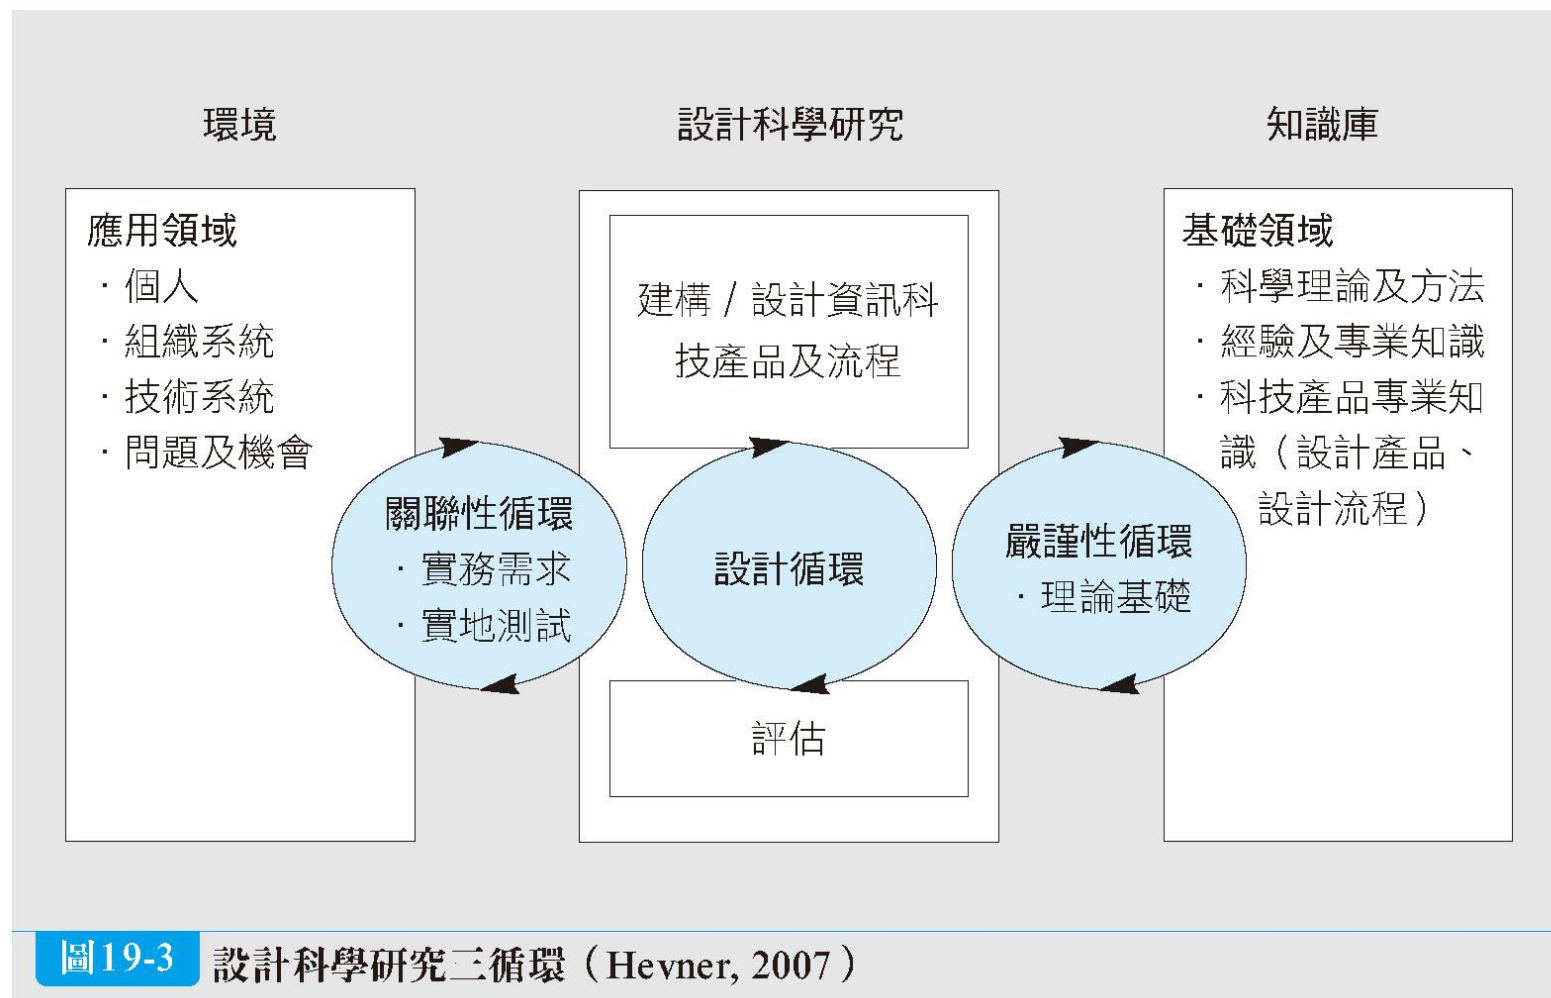 環境
設計科學研究
知識庫
應用領域
·個人
·組織系統
·技術系統
·問題及機會
建構／設計資訊科
技產品及流程
基礎領域
·科學理論及方法
·經驗及專業知識
·科技產品專業知
識（設計產品、
設計流程）
關聯性循環
·實務需求
·實地測試
設計循環
嚴謹性循環
·理論基礎
評估
圖19-3 設計科學研究三循環（Hevner, 2007）